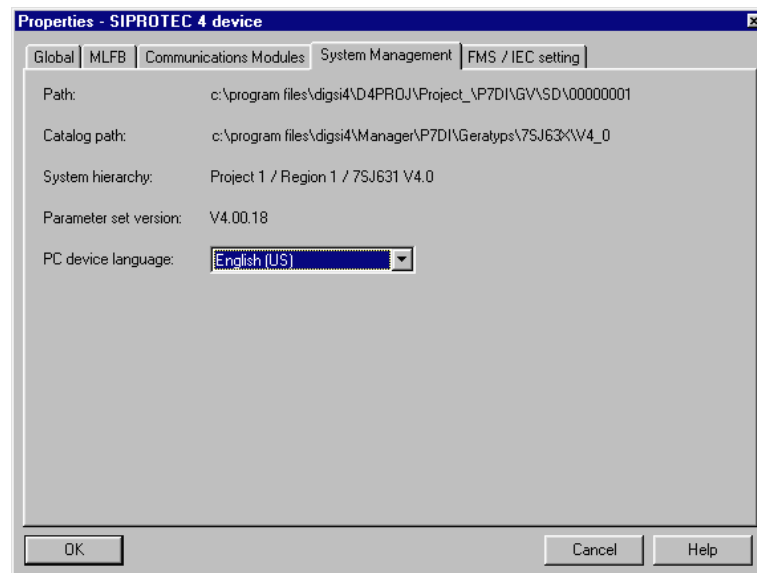 Properties - SIPROTEC 4 device
Global MLFB Communications Modules System Management FMS / IEC setting
Path: c:\program files\digsi4\D4PROJ\Project_\P7DI\GV\SD\00000001
Catalog path: c:\program files\digsi4\Manager\P7DI\Geratyps\7SJ63X\V4_0
System hierarchy: Project 1 / Region 1 / 7SJ631 V4.0
Parameter set version: V4.00.18
PC device language: English (US)
OK Cancel Help